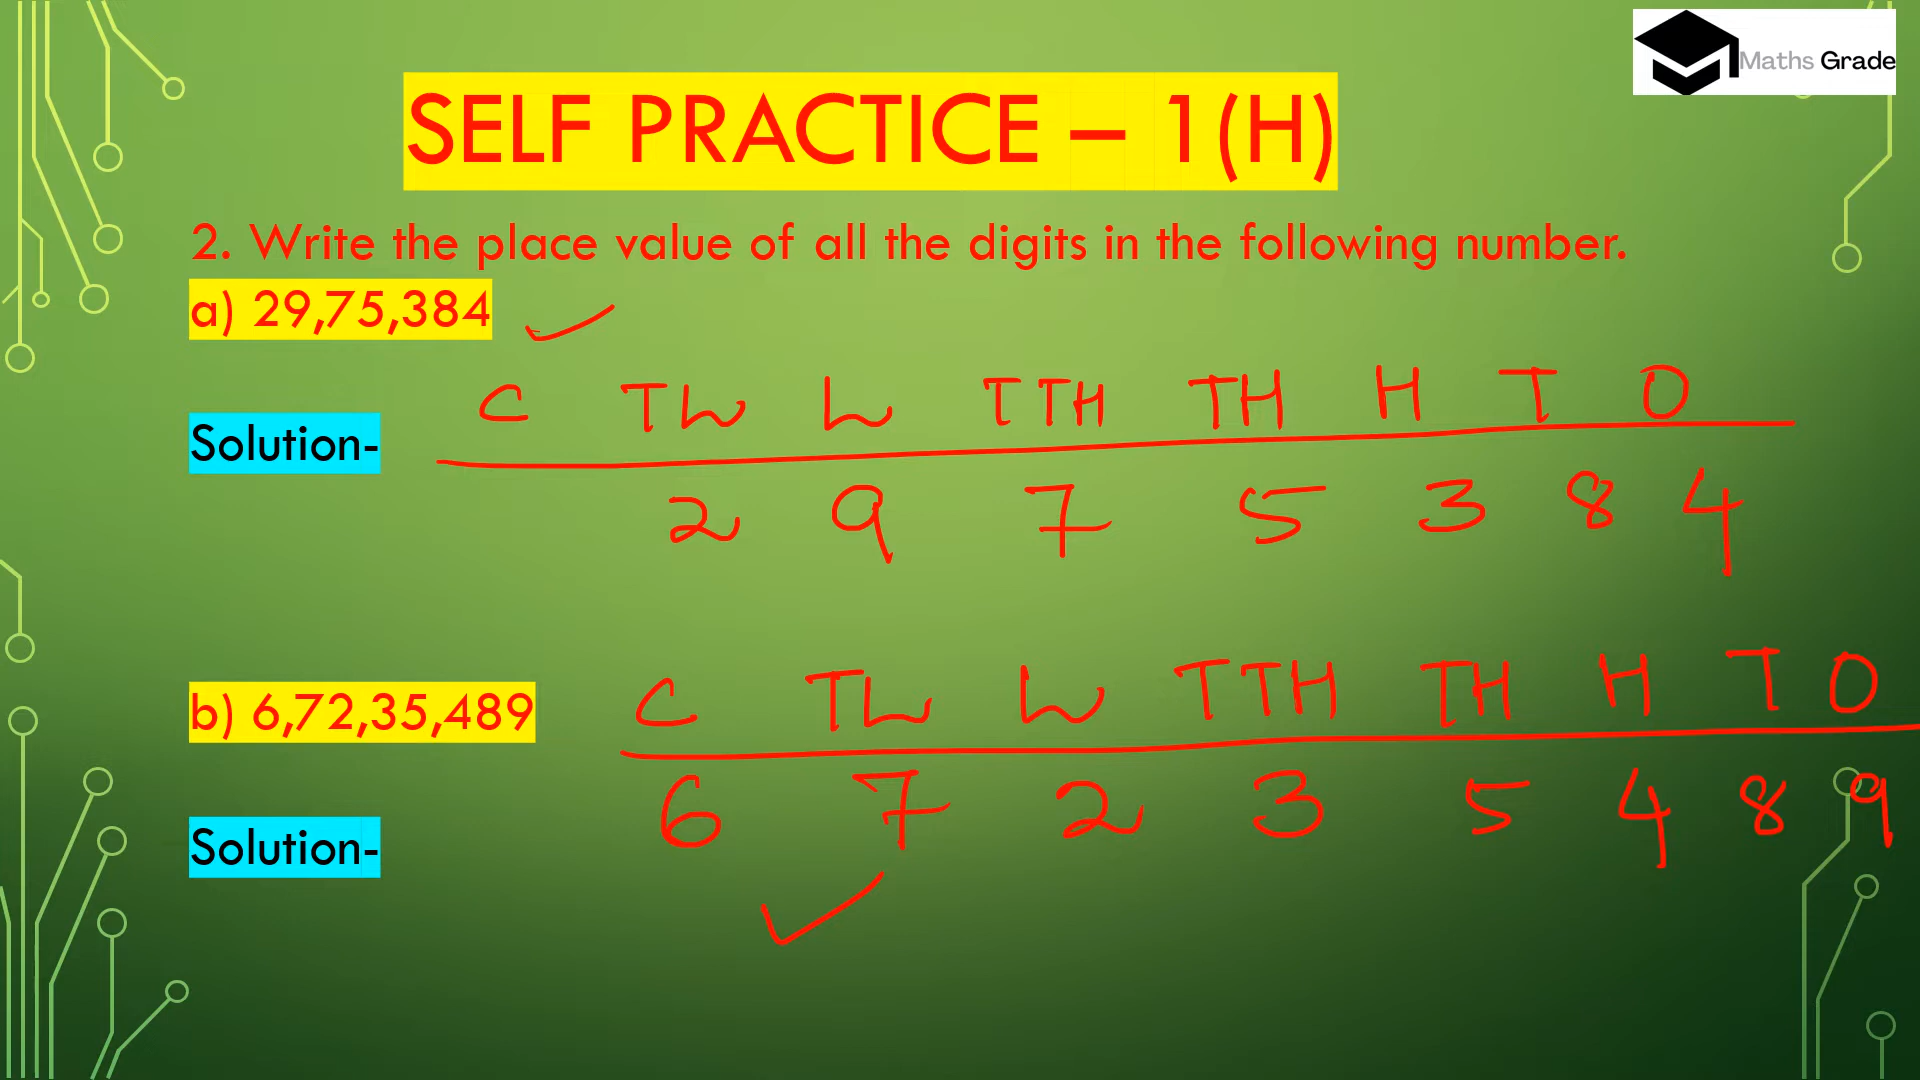 Maths Grade
SELF PRACTICE – 1(H)
2. Write the place value of all the digits in the following number.
a) 29,75,384
C TL L TTH TH H T O
Solution-
2 9 7 5 3 8 4
C TL L TTH TH H T O
b) 6,72,35,489
6 7 2 3 5 4 8 9
Solution-